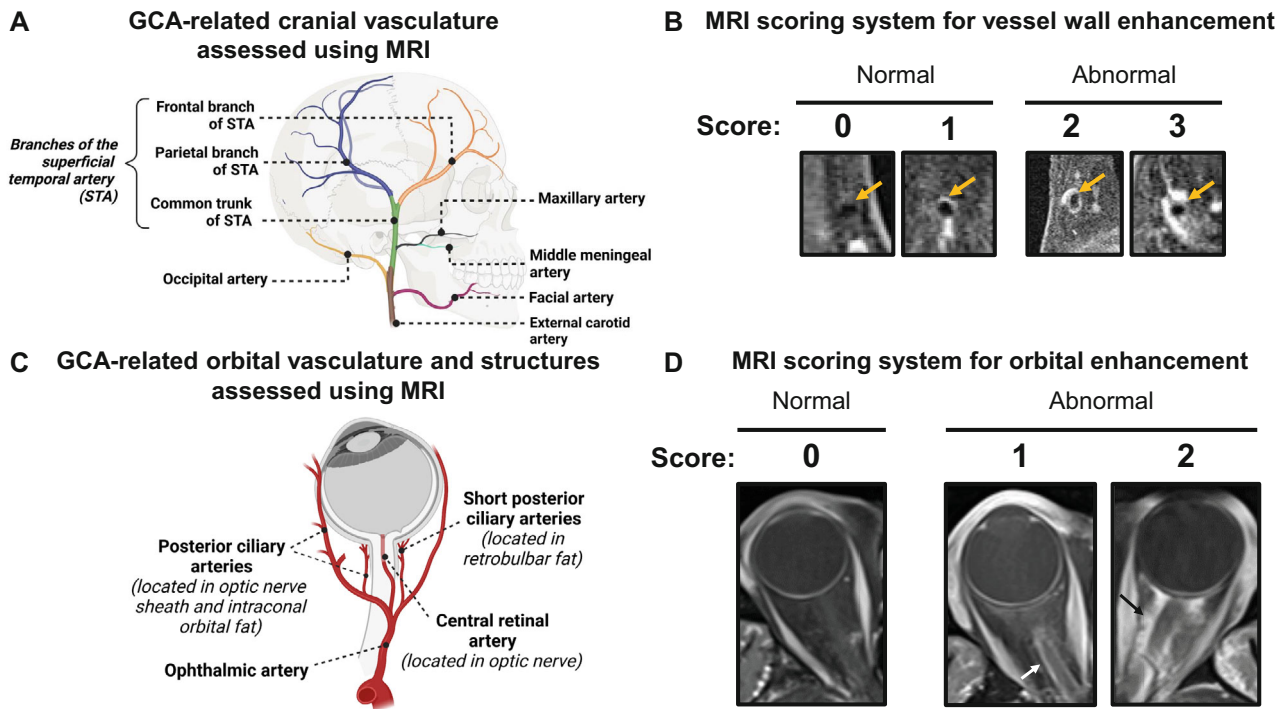 A
GCA-related cranial vasculature
assessed using MRI
Branches of the
superficial
temporal artery
(STA)
Frontal branch
of STA
Parietal branch
of STA
Common trunk
of STA
Occipital artery
Maxillary artery
Middle meningeal
artery
Facial artery
External carotid
artery
B
MRI scoring system for vessel wall enhancement
Normal
Abnormal
Score:
0
1
2
3
C
GCA-related orbital vasculature and structures
assessed using MRI
Posterior ciliary
arteries
(located in optic nerve
sheath and intraconal
orbital fat)
Ophthalmic artery
Short posterior
ciliary arteries
(located in
retrobulbar fat)
Central retinal
artery
(located in optic nerve)
D
MRI scoring system for orbital enhancement
Normal
Abnormal
Score:
0
1
2